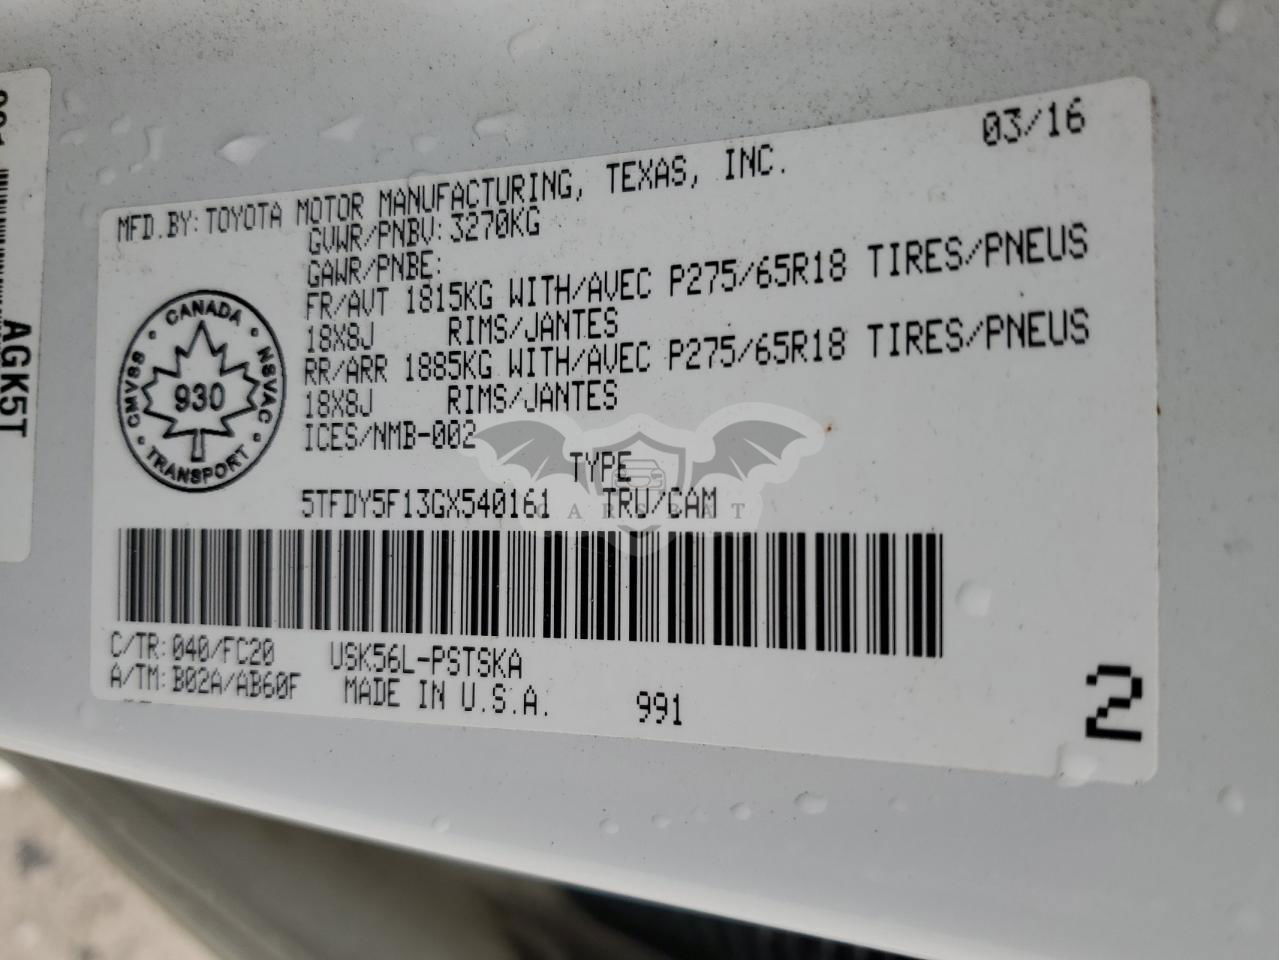 03/16
MFD.BY: TOYOTA MOTOR MANUFACTURING, TEXAS, INC.
GVWR/PNBV: 3270KG
GAWR/PNBE:
FR/AVT 1815KG WITH/AVEC P275/65R18 TIRES/PNEUS
18X8J RIMS/JANTES
RR/ARR 1885KG WITH/AVEC P275/65R18 TIRES/PNEUS
18X8J RIMS/JANTES
ICES/NMB-002
CANADA
CMVSS 930 NSVAC
TRANSPORT
TYPE
5TFDY5F13GX540161 TRU/CAM
CARSBAT
C/TR: 040/FC20 USK56L-PSTSKA
A/TM: B02A/AB60F MADE IN U.S.A. 991
2
AGK5T